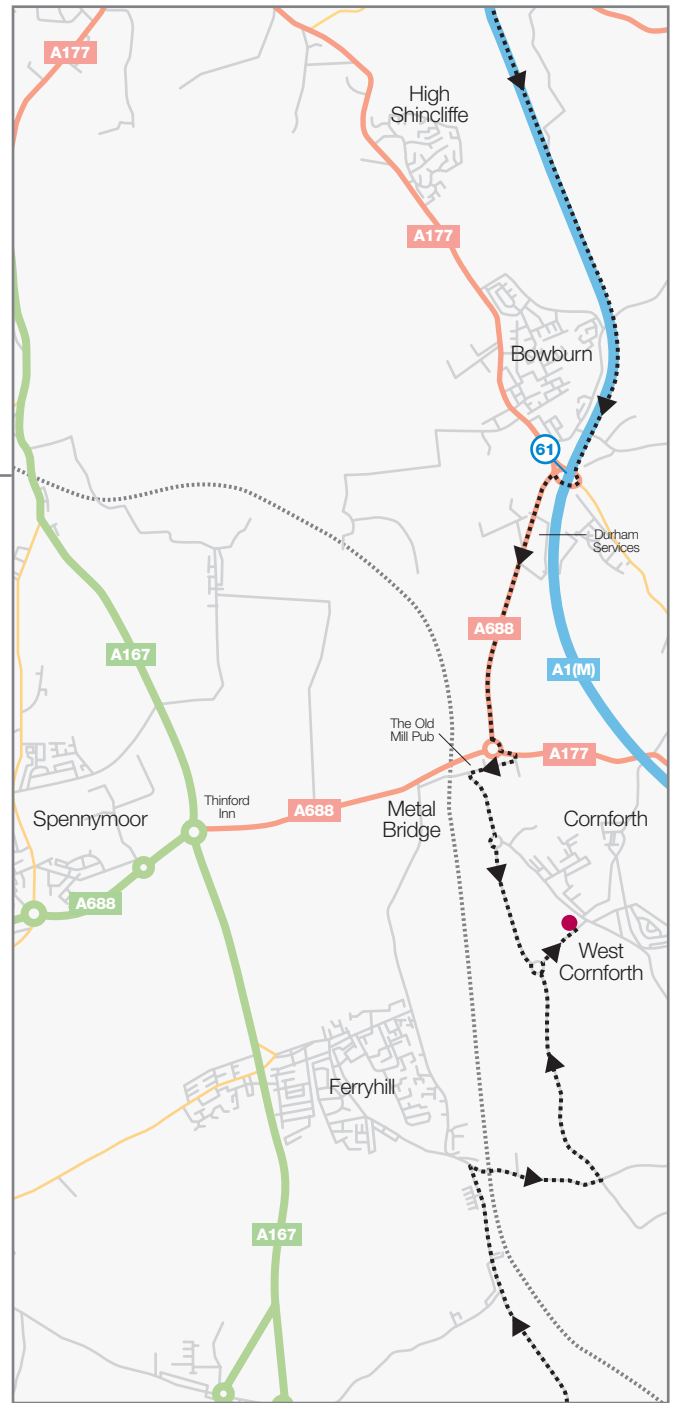 A177
High
Shincliffe
A177
Bowburn
61
Durham
Services
A688
A167
A1(M)
The Old
Mill Pub
A177
Thinford
Inn
A688
Metal
Bridge
Spennymoor
Cornforth
A688
West
Cornforth
Ferryhill
A167